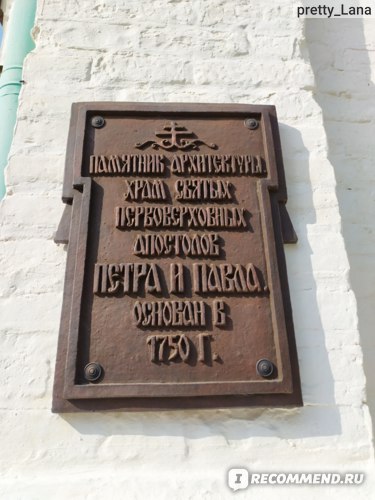 pretty_Lana
ПАМЯТНИК АРХИТЕКТУРЫ.
ХРАМ СВЯТЫХ
ПЕРВОВЕРХОВНЫХ
АПОСТОЛОВ
ПЕТРА И ПАВЛА.
ОСНОВАН В
1750 Г.
I RECOMMEND.RU